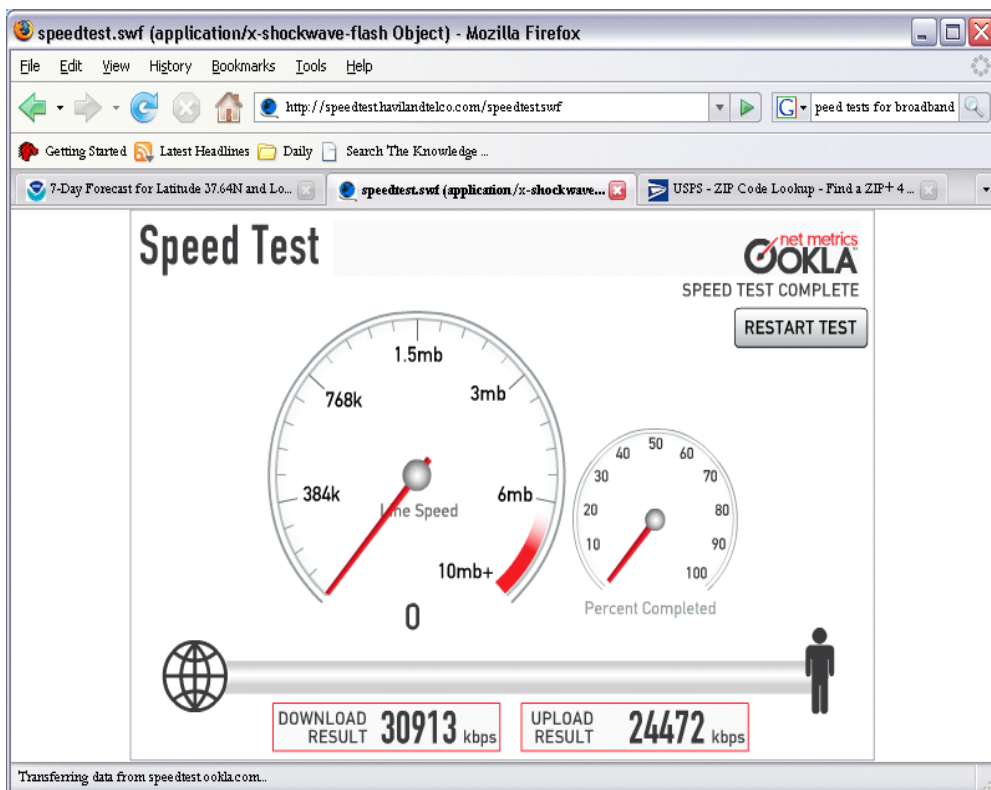 speedtest.swf (application/x-shockwave-flash Object) - Mozilla Firefox
File Edit View History Bookmarks Tools Help
http://speedtest.havilandtelco.com/speedtest.swf
G peed tests for broadband
Getting Started Latest Headlines Daily Search The Knowledge ...
7-Day Forecast for Latitude 37.64N and Lo... speedtest.swf (application/x-shockwave... USPS - ZIP Code Lookup - Find a ZIP+ 4 ...
Speed Test
net metrics
OOKLA
SPEED TEST COMPLETE
RESTART TEST
1.5mb
768k
3mb
384k
6mb
Line Speed
10mb+
0
50
40
60
30
70
20
80
10
90
100
Percent Completed
DOWNLOAD RESULT 30913 kbps
UPLOAD RESULT 24472 kbps
Transferring data from speedtest.ookla.com...